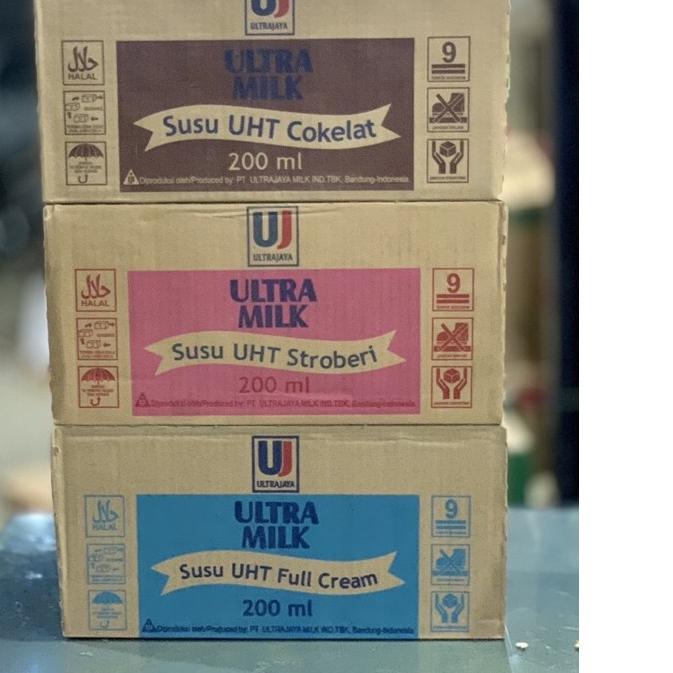 UJ
ULTRAJAYA
ULTRA
MILK
Susu UHT Cokelat
200 ml
Diproduksi oleh/Produced by: PT. ULTRAJAYA MILK IND.TBK, Bandung-Indonesia
حلال
HALAL
9
UJ
ULTRAJAYA
ULTRA
MILK
Susu UHT Stroberi
200 ml
Diproduksi oleh/Produced by: PT. ULTRAJAYA MILK IND.TBK, Bandung-Indonesia
حلال
HALAL
9
UJ
ULTRAJAYA
ULTRA
MILK
Susu UHT Full Cream
200 ml
Diproduksi oleh/Produced by: PT. ULTRAJAYA MILK IND.TBK, Bandung-Indonesia
حلال
HALAL
9